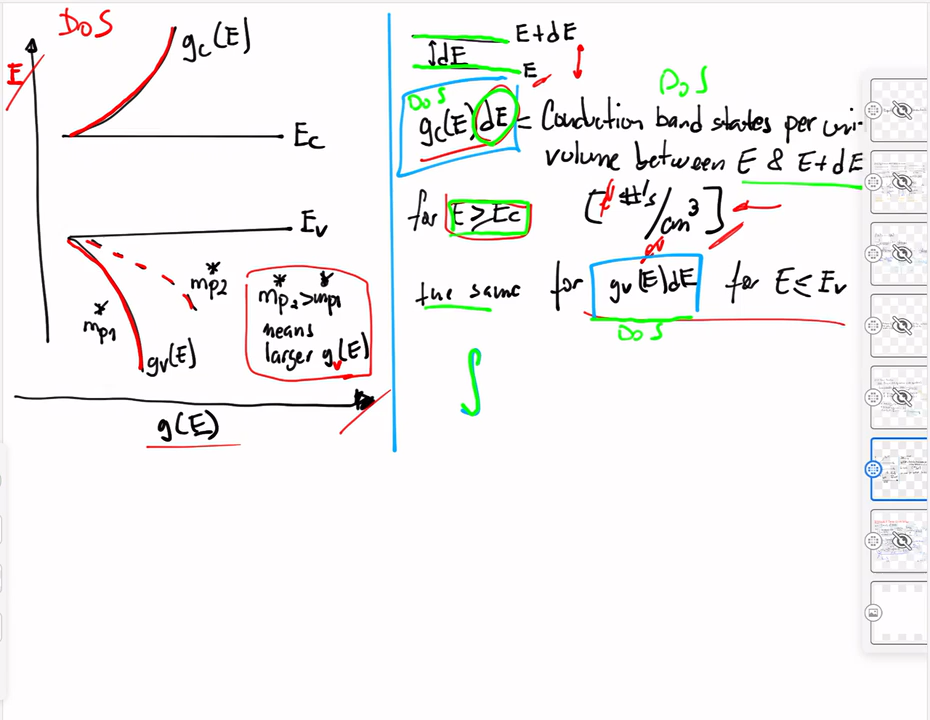 DoS
gc(E)
E
Ec
Ev
mp2*
mp1*
mp2* > mp1*
means
larger gv(E)
gv(E)
g(E)
E+dE
dE
E
DoS
DoS
gc(E)dE = Conduction band states per uni
volume between E & E+dE
for E ≥ Ec
[#'s/cm³]
the same for gv(E)dE for E ≤ Ev
DoS
∫